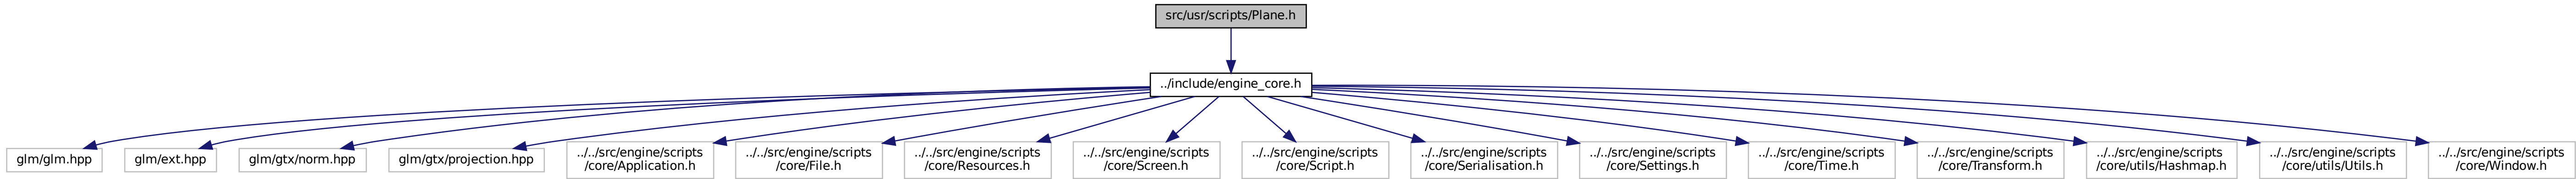 src/usr/scripts/Plane.h
../include/engine_core.h
glm/glm.hpp
glm/ext.hpp
glm/gtx/norm.hpp
glm/gtx/projection.hpp
../../src/engine/scripts
/core/Application.h
../../src/engine/scripts
/core/File.h
../../src/engine/scripts
/core/Resources.h
../../src/engine/scripts
/core/Screen.h
../../src/engine/scripts
/core/Script.h
../../src/engine/scripts
/core/Serialisation.h
../../src/engine/scripts
/core/Settings.h
../../src/engine/scripts
/core/Time.h
../../src/engine/scripts
/core/Transform.h
../../src/engine/scripts
/core/utils/Hashmap.h
../../src/engine/scripts
/core/utils/Utils.h
../../src/engine/scripts
/core/Window.h